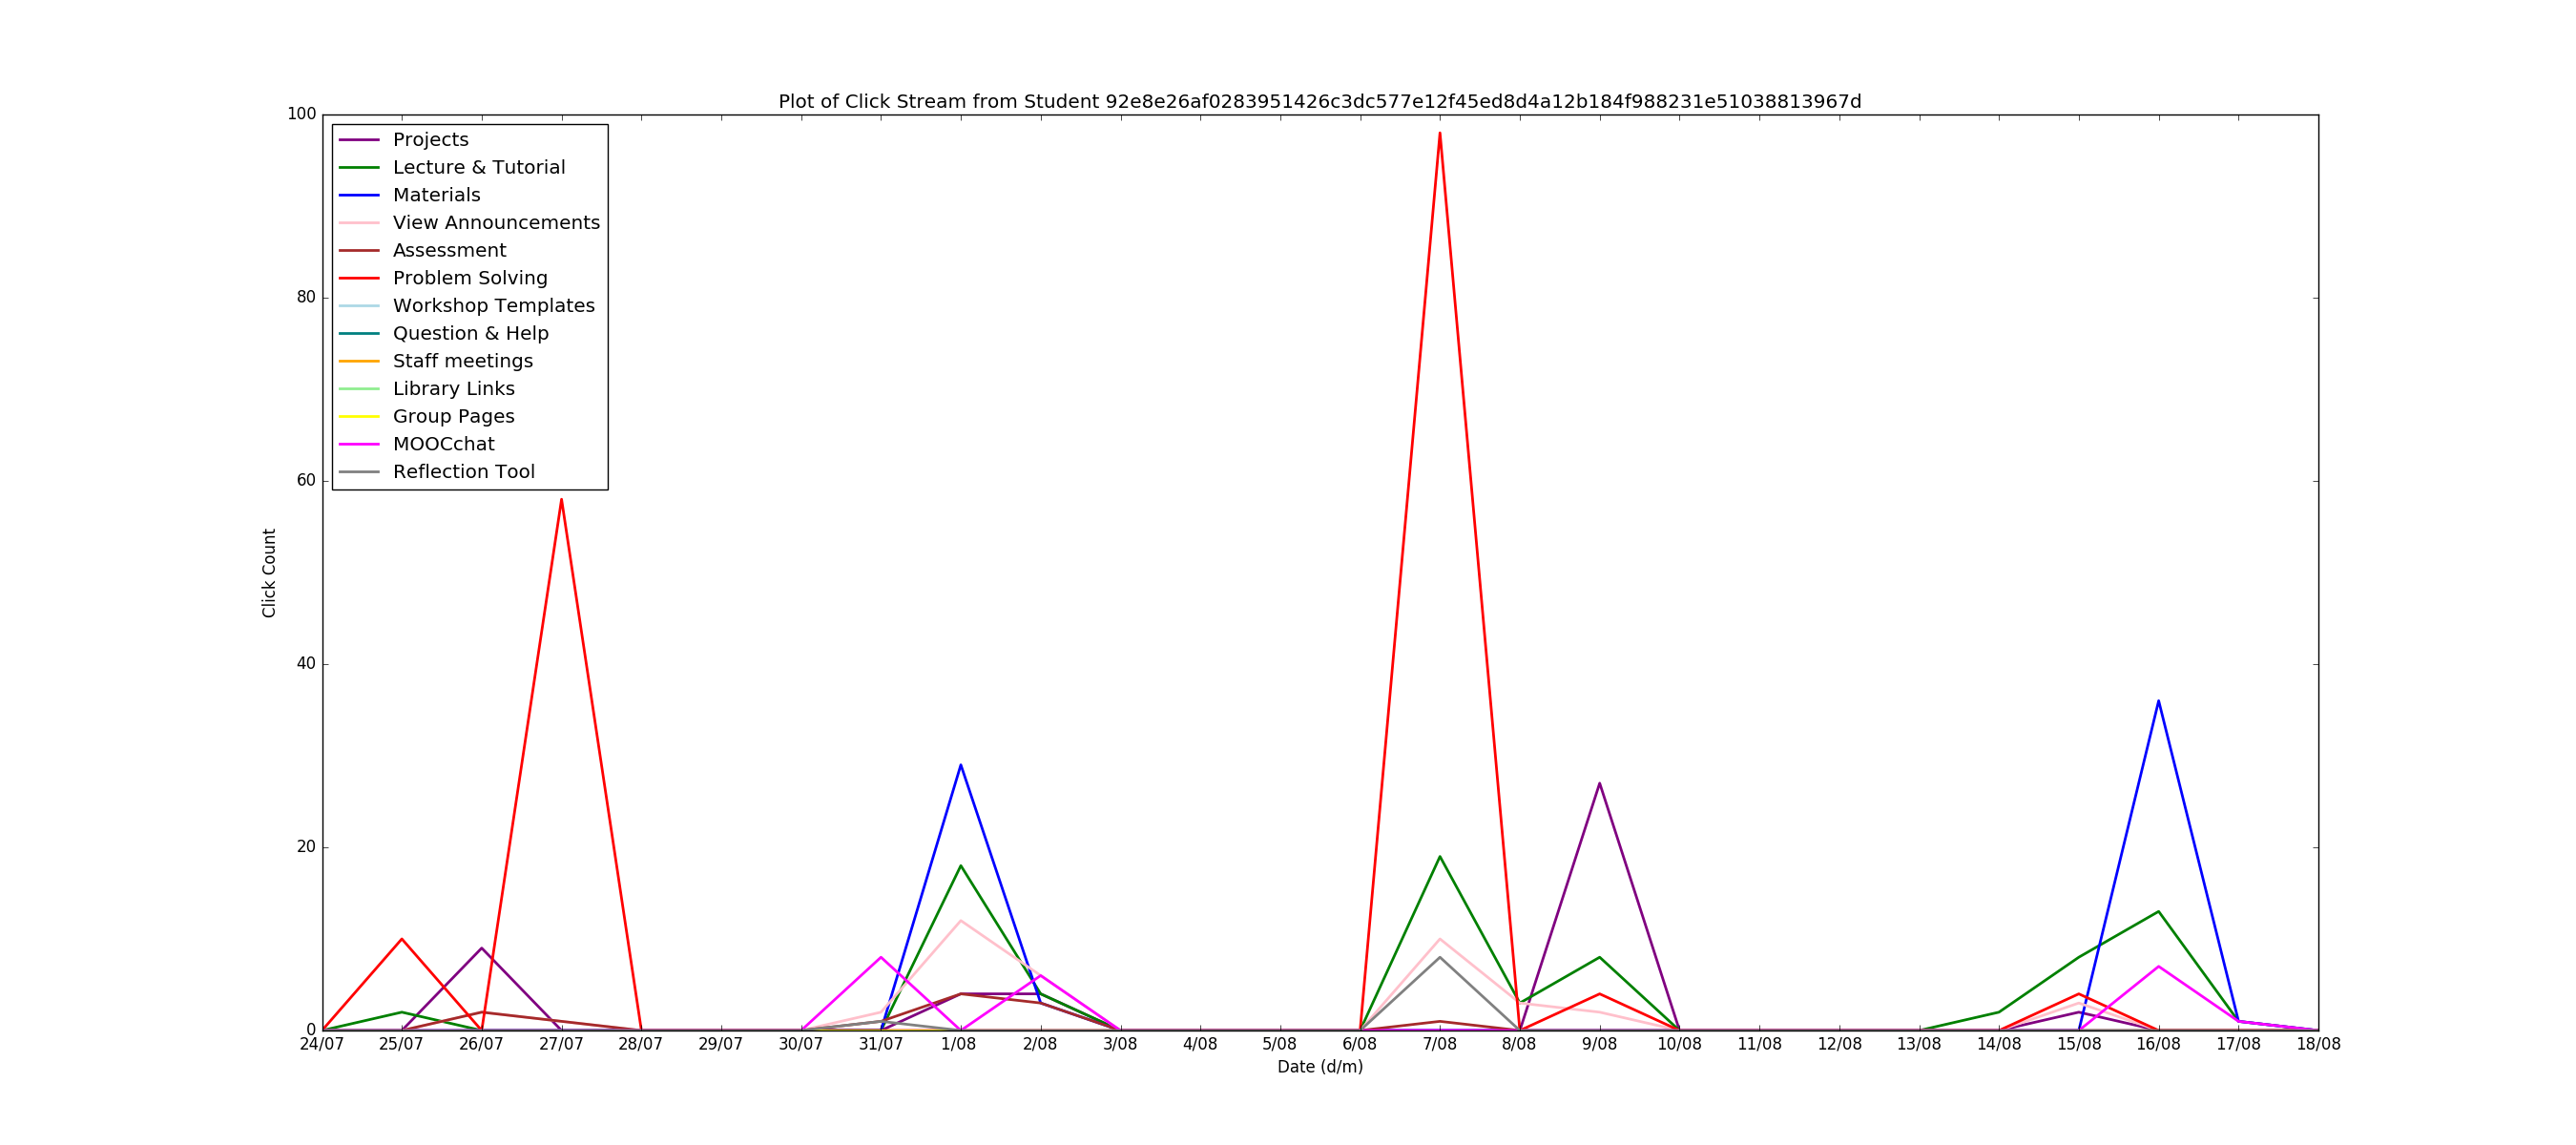 Plot of Click Stream from Student 92e8e26af0283951426c3dc577e12f45ed8d4a12b184f988231e51038813967d
100
80
60
40
20
0
Click Count
Projects
Lecture & Tutorial
Materials
View Announcements
Assessment
Problem Solving
Workshop Templates
Question & Help
Staff meetings
Library Links
Group Pages
MOOCchat
Reflection Tool
24/07 25/07 26/07 27/07 28/07 29/07 30/07 31/07 1/08 2/08 3/08 4/08 5/08 6/08 7/08 8/08 9/08 10/08 11/08 12/08 13/08 14/08 15/08 16/08 17/08 18/08
Date (d/m)